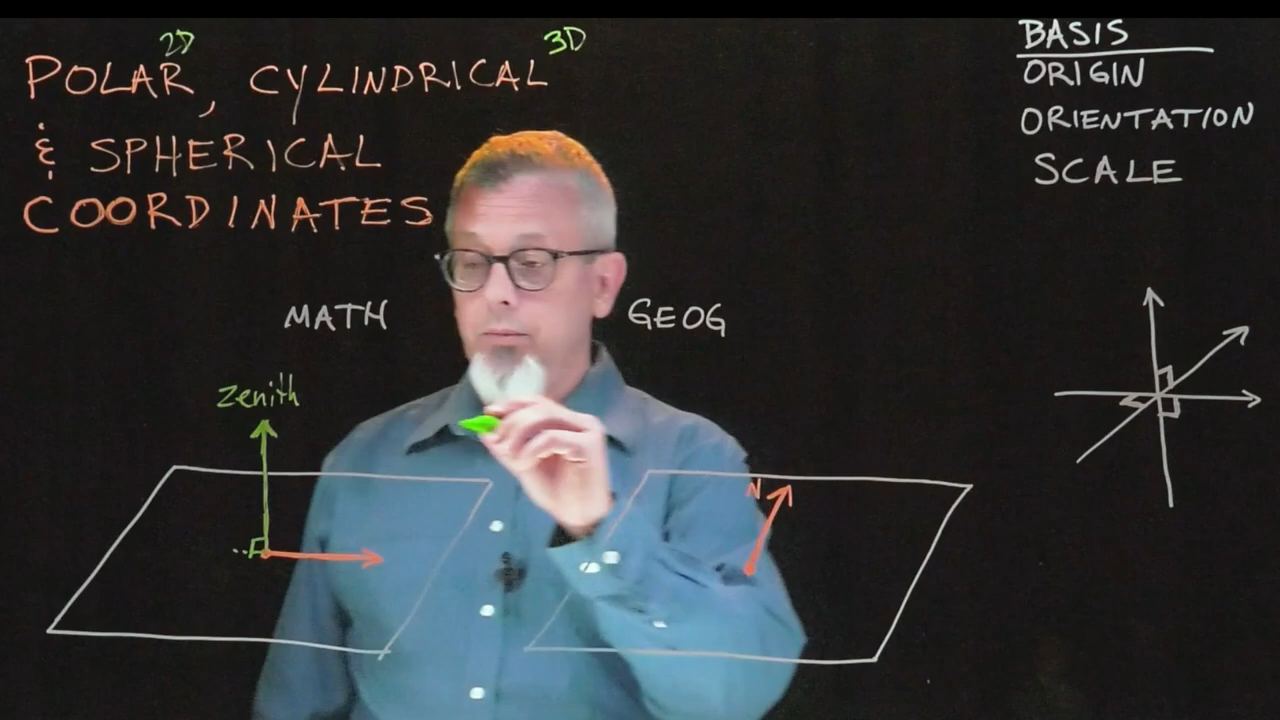 2D 3D
POLAR, CYLINDRICAL
& SPHERICAL
COORDINATES
BASIS
ORIGIN
ORIENTATION
SCALE
MATH GEOG
Zenith
N